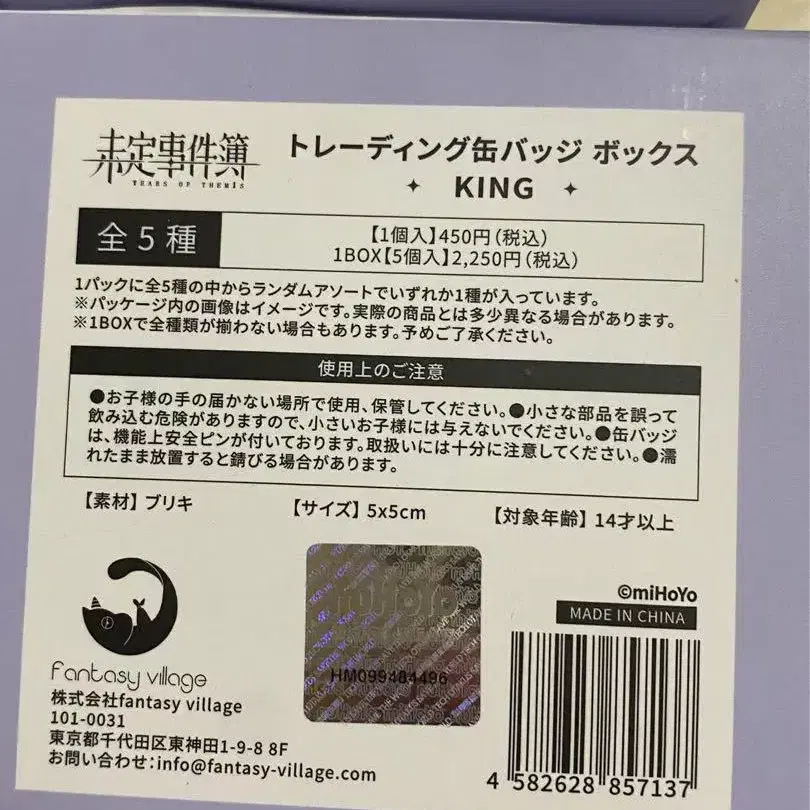 未定事件簿
TEARS OF THEMIS
トレーディング缶バッジ ボックス
KING
全5種
【1個入】450円(税込)
1BOX【5個入】2,250円(税込)
1パックに全5種の中からランダムアソートでいずれか1種が入っています。
※パッケージ内の画像はイメージです。実際の商品とは多少異なる場合があります。
※1BOXで全種類が揃わない場合もあります。予めご了承ください。
使用上のご注意
●お子様の手の届かない場所で使用、保管してください。●小さな部品を誤って
飲み込む危険がありますので、小さいお子様には与えないでください。●缶バッジ
は、機能上安全ピンが付いております。取扱いには十分に注意してください。●濡
れたまま放置すると錆びる場合があります。
【素材】ブリキ
【サイズ】5x5cm
【対象年齢】14才以上
miHoYo
HM099484496
©miHoYo
MADE IN CHINA
fantasy village
株式会社fantasy village
101-0031
東京都千代田区東神田1-9-8 8F
お問い合わせ:info@fantasy-village.com
4 582628 857137